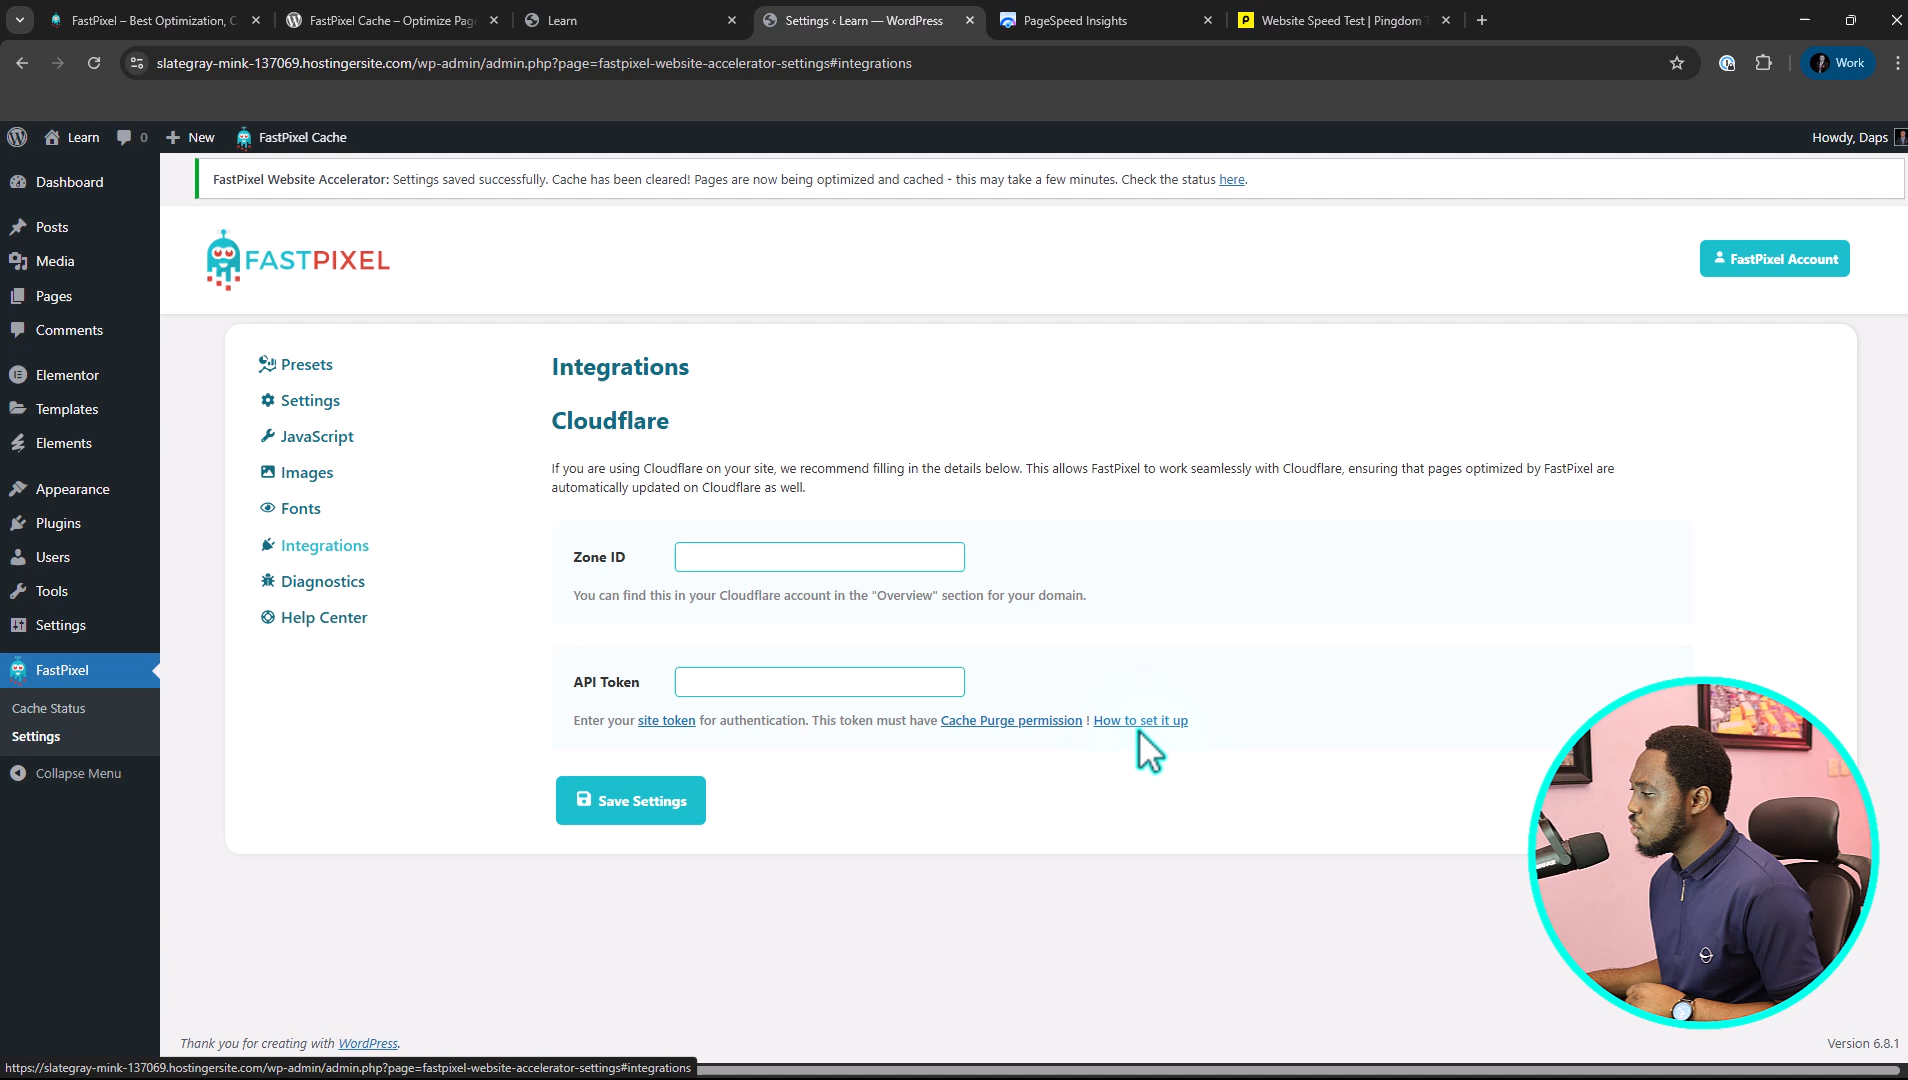 FastPixel – Best Optimization, C
FastPixel Cache – Optimize Page
Learn
Settings ‹ Learn — WordPress
PageSpeed Insights
Website Speed Test | Pingdom
slategray-mink-137069.hostingersite.com/wp-admin/admin.php?page=fastpixel-website-accelerator-settings#integrations
Work
Learn
0
New
FastPixel Cache
Howdy, Daps
Dashboard
Posts
Media
Pages
Comments
Elementor
Templates
Elements
Appearance
Plugins
Users
Tools
Settings
FastPixel
Cache Status
Settings
Collapse Menu
FastPixel Website Accelerator: Settings saved successfully. Cache has been cleared! Pages are now being optimized and cached - this may take a few minutes. Check the status here.
FASTPIXEL
FastPixel Account
Presets
Settings
JavaScript
Images
Fonts
Integrations
Diagnostics
Help Center
Integrations
Cloudflare
If you are using Cloudflare on your site, we recommend filling in the details below. This allows FastPixel to work seamlessly with Cloudflare, ensuring that pages optimized by FastPixel are
automatically updated on Cloudflare as well.
Zone ID
You can find this in your Cloudflare account in the "Overview" section for your domain.
API Token
Enter your site token for authentication. This token must have Cache Purge permission ! How to set it up
Save Settings
Thank you for creating with WordPress.
Version 6.8.1
https://slategray-mink-137069.hostingersite.com/wp-admin/admin.php?page=fastpixel-website-accelerator-settings#integrations